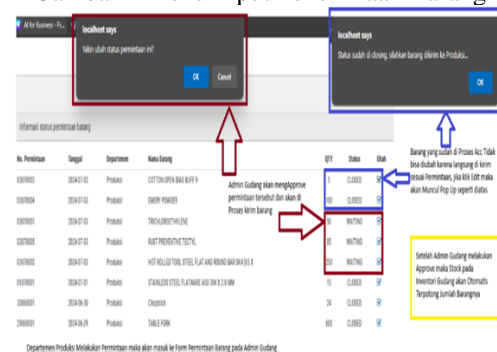 AI for Business - Pr...
localhost says
Yakin ubah status permintaan ini?
OK Cancel
localhost says
Status sudah di closing, silahkan barang dikirim ke Produksi...
OK
Informasi status permintaan barang
No. Permintaan Tanggal Departemen Nama Barang QTY Status Ubah
03070003 2024-07-03 Produksi COTTON OPEN BIAS BUFF 9 5 CLOSED
03070004 2024-07-03 Produksi EMERY POWDER 100 CLOSED
03070001 2024-07-03 Produksi TRICHLOROETHYLENE 50 WAITING
03070005 2024-07-03 Produksi RUST PREVENTIVE TECTYL 85 WAITING
03070002 2024-07-03 Produksi HOT ROLLED TOOL STEEL FLAT AND ROUND BAR SKH 250 WAITING
01070001 2024-07-01 Produksi STAINLESS STEEL FLATWARE AISI 304 X 2.8 MM 15 CLOSED
30060001 2024-06-30 Produksi Chopstick 24 CLOSED
29060001 2024-06-29 Produksi TABLE FORK 600 CLOSED
Admin Gudang akan mengApprove
permintaan tersebut dan akan di
Proses kirim barang
Barang yang sudah di Proses Acc Tidak
bisa diubah karena langsung di kirim
sesuai Permintaan, jika klik Edit maka
akan Muncul Pop Up seperti diatas
Setelah Admin Gudang melakukan
Approve maka Stock pada
Inventori Gudang akan Otomatis
Terpotong Jumlah Barangnya
Departemen Produksi Melakukan Permintaan maka akan masuk ke Form Permintaan Barang pada Admin Gudang